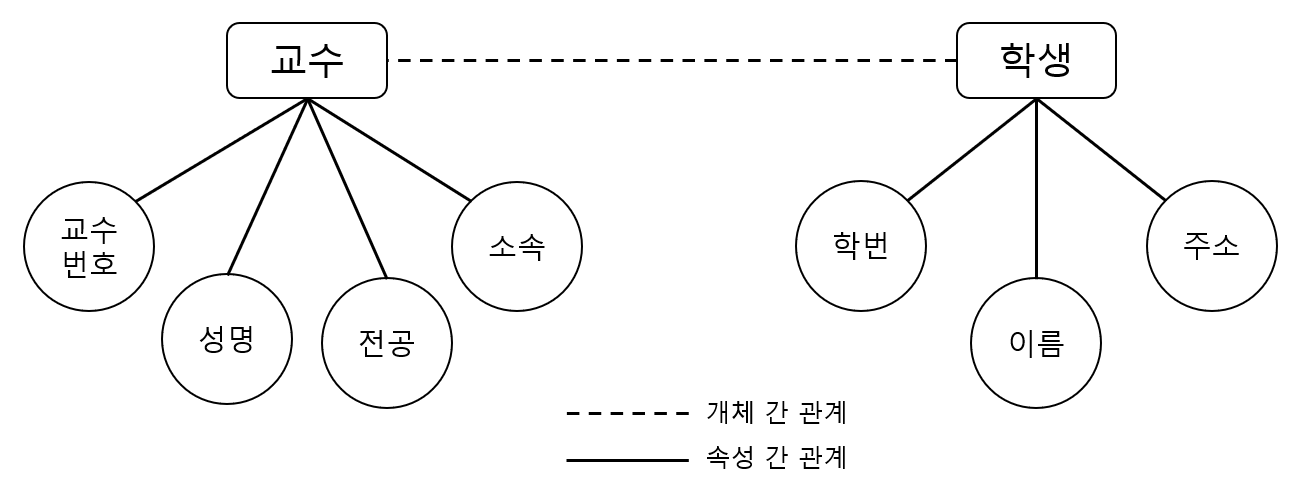 교수
학생
교수
번호
성명
전공
소속
학번
이름
주소
개체 간 관계
속성 간 관계